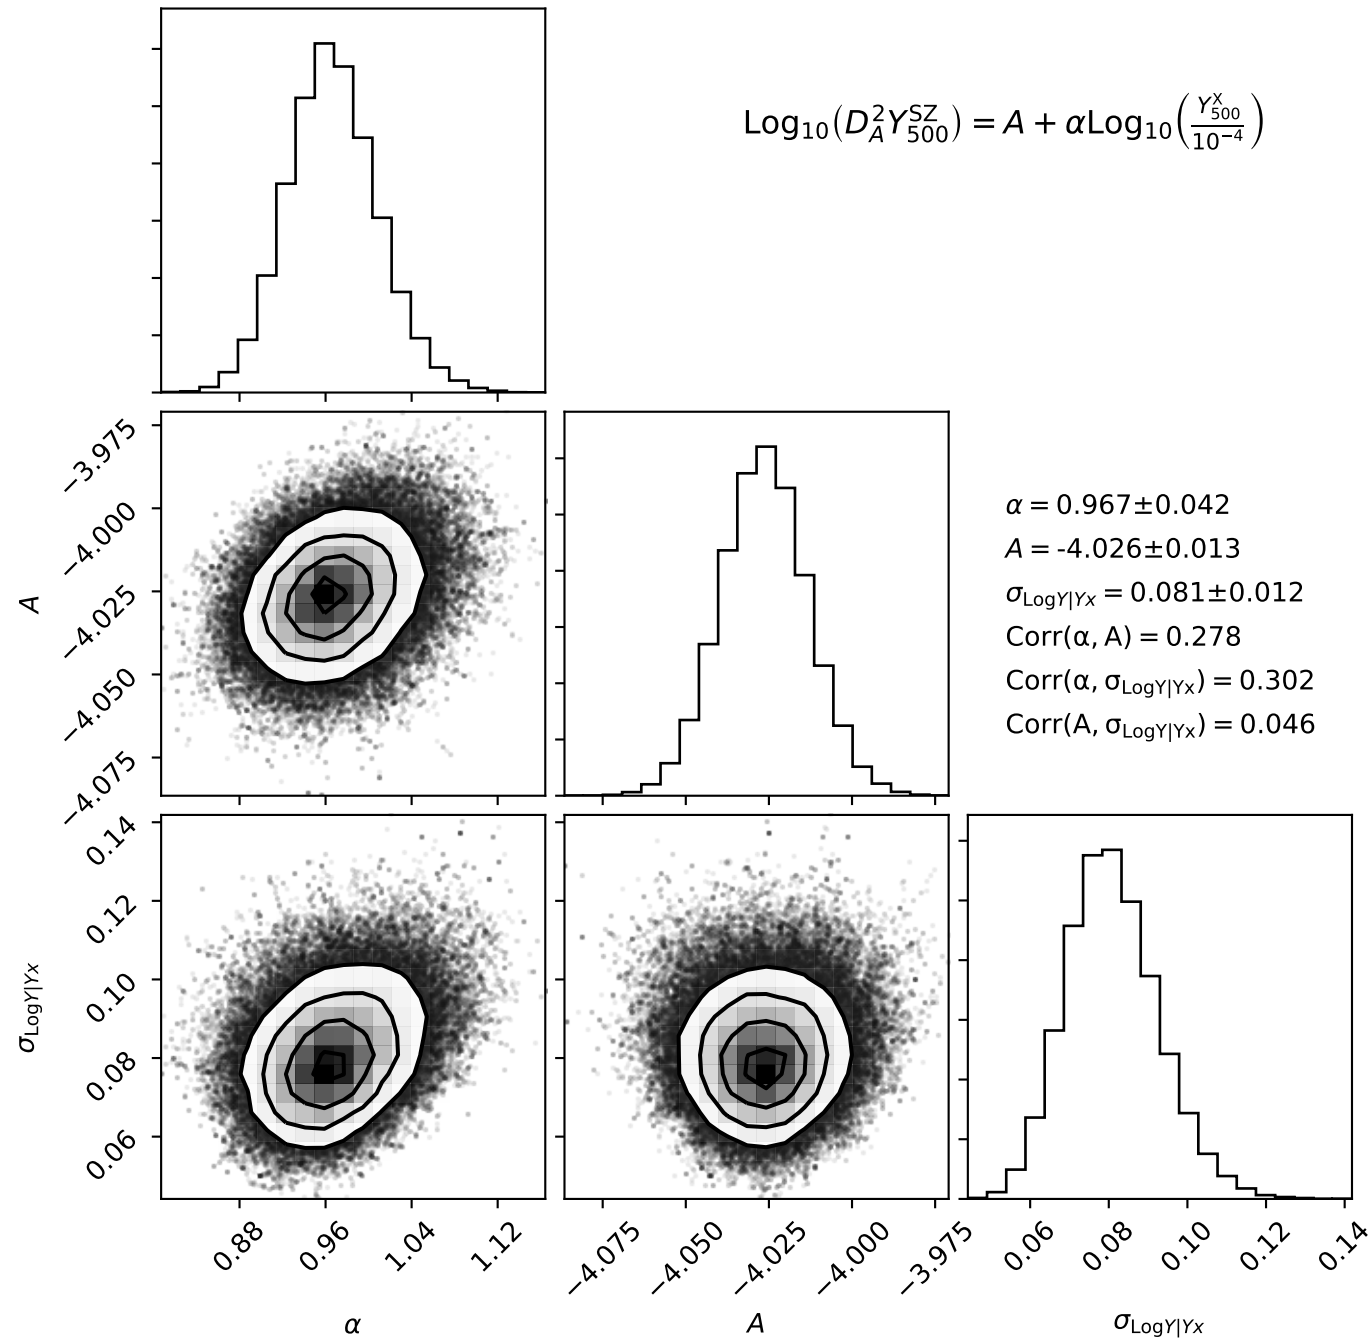 Log₁₀(D_A²Y₅₀₀^SZ) = A + αLog₁₀(Y₅₀₀^X/10⁻⁴)
−3.975
−4.000
−4.025
−4.050
−4.075
A
α = 0.967±0.042
A = -4.026±0.013
σ_LogY|Yx = 0.081±0.012
Corr(α, A) = 0.278
Corr(α, σ_LogY|Yx) = 0.302
Corr(A, σ_LogY|Yx) = 0.046
0.14
0.12
0.10
0.08
0.06
σ_LogY|Yx
0.88 0.96 1.04 1.12
−4.075 −4.050 −4.025 −4.000 −3.975
0.06 0.08 0.10 0.12 0.14
α
A
σ_LogY|Yx